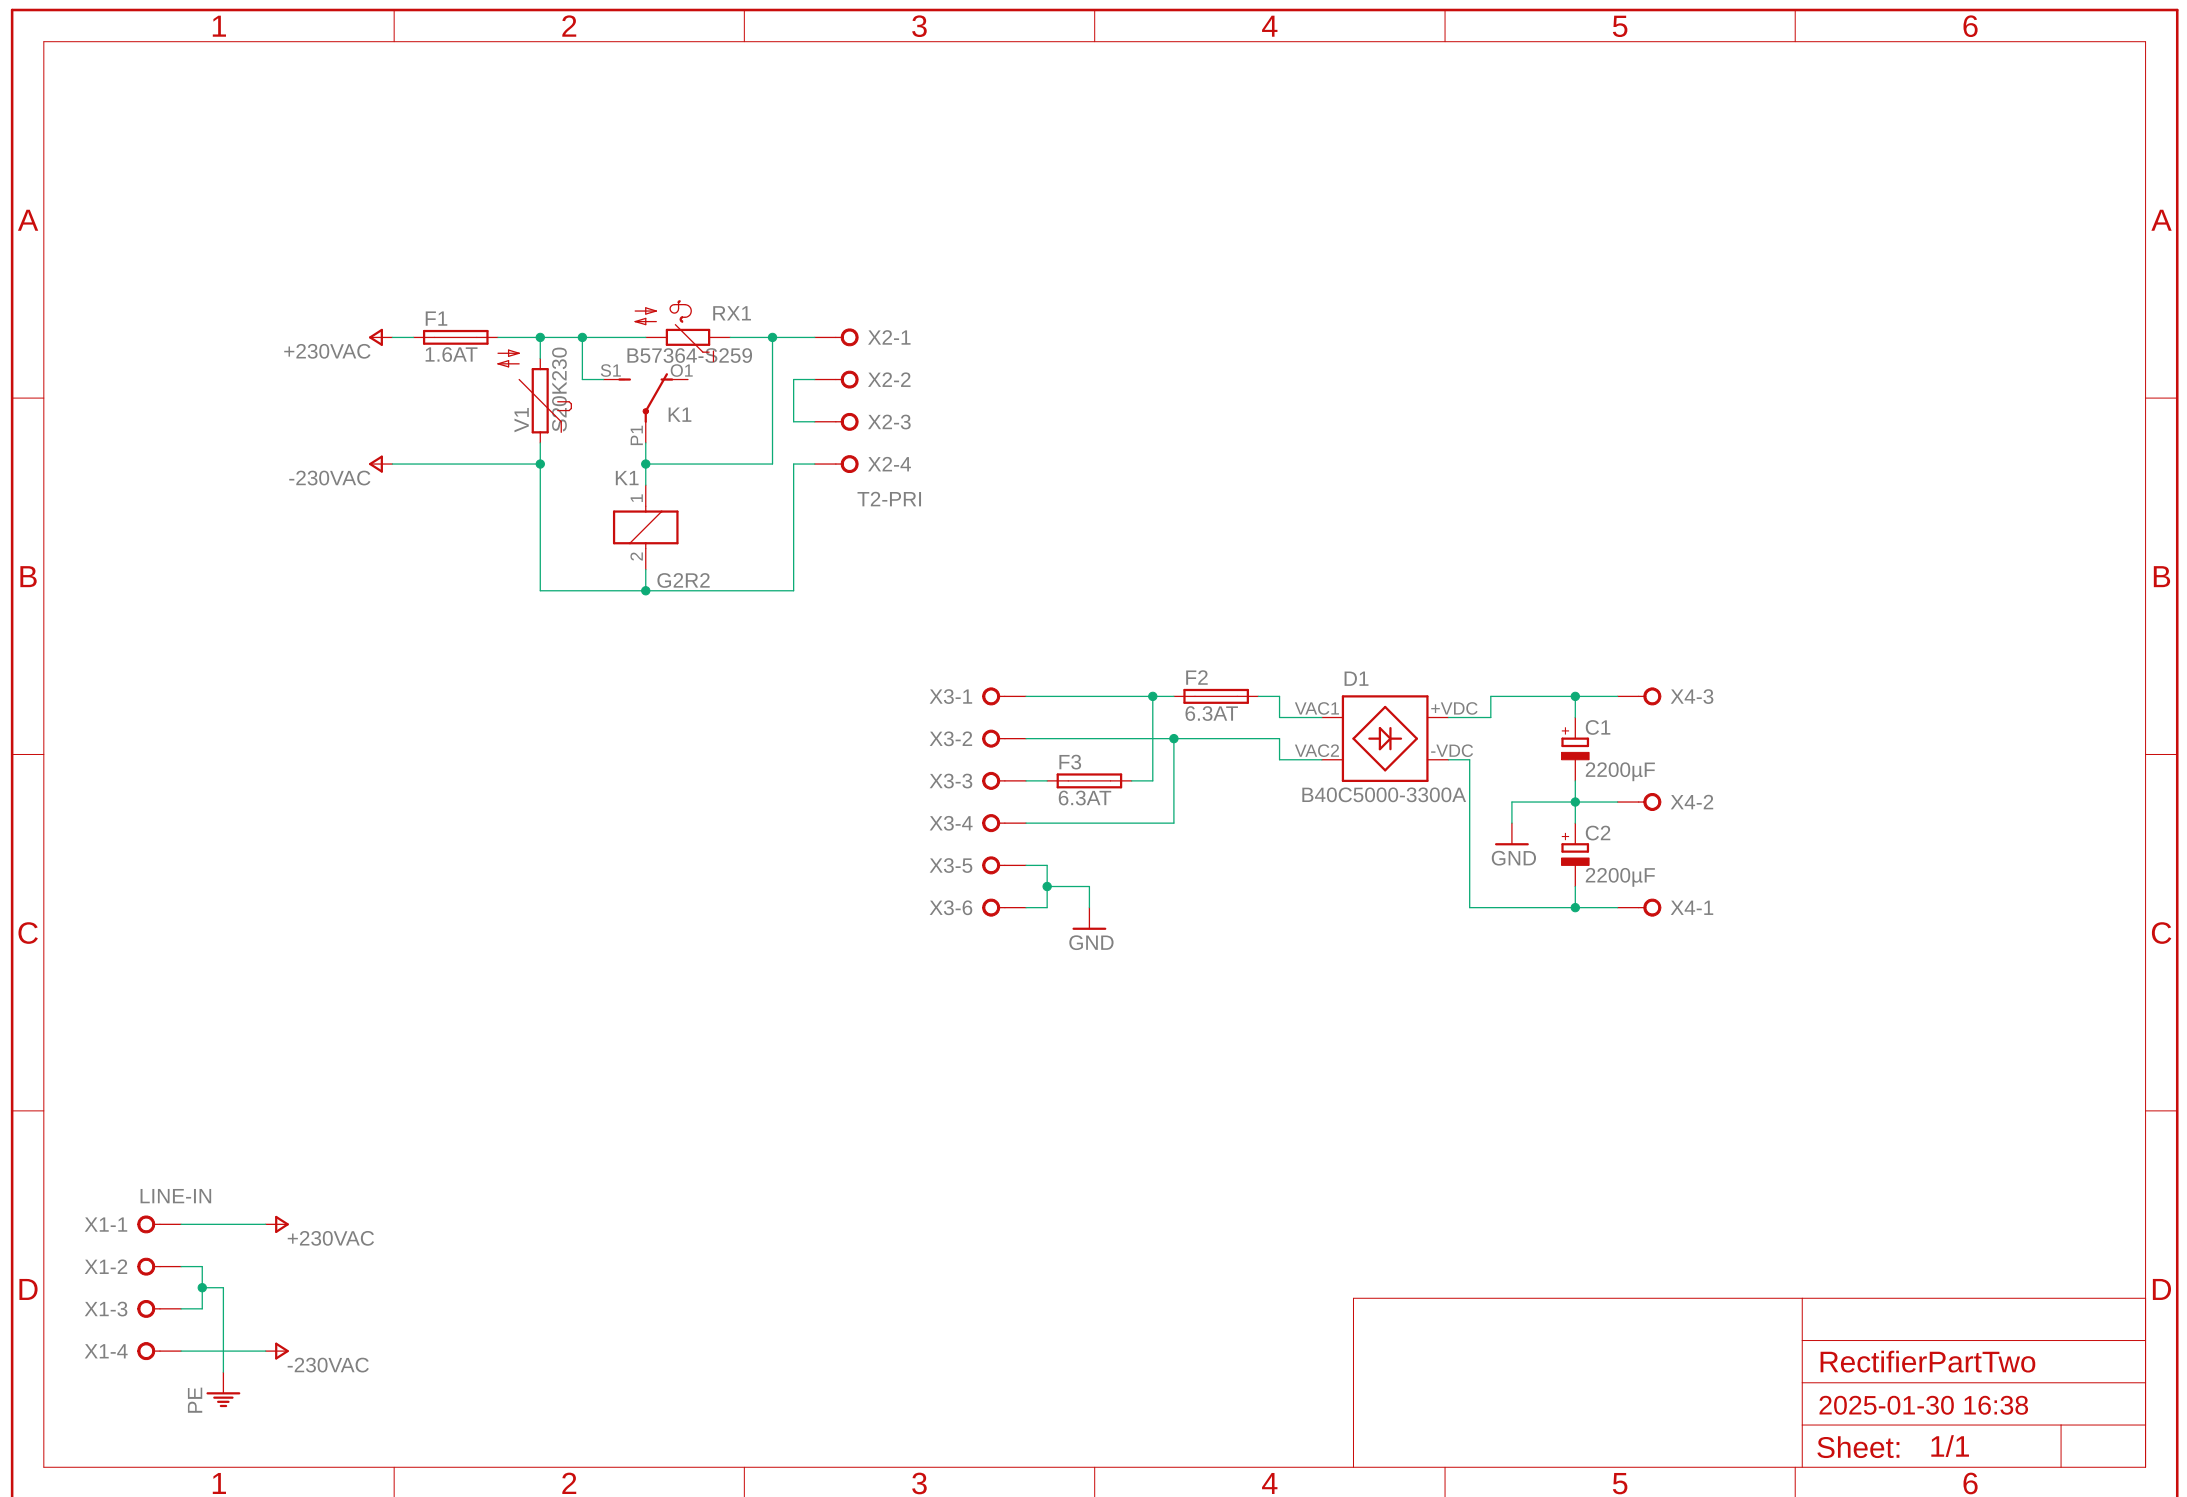 1 2 3 4 5 6
A A
RX1
F1
+230VAC
1.6AT
X2-1
B57364-S259
S1
O1
X2-2
S20K230
V1
U
K1
P1
X2-3
-230VAC
K1
1
X2-4
T2-PRI
2
G2R2
B B
F2
D1
X3-1
6.3AT
VAC1
+VDC
X4-3
+
C1
X3-2
VAC2
-VDC
2200µF
F3
X3-3
6.3AT
B40C5000-3300A
X4-2
X3-4
+
C2
GND
2200µF
X3-5
X3-6
X4-1
GND
C C
LINE-IN
X1-1
+230VAC
X1-2
X1-3
X1-4
-230VAC
PE
D D
RectifierPartTwo
2025-01-30 16:38
Sheet: 1/1
1 2 3 4 5 6